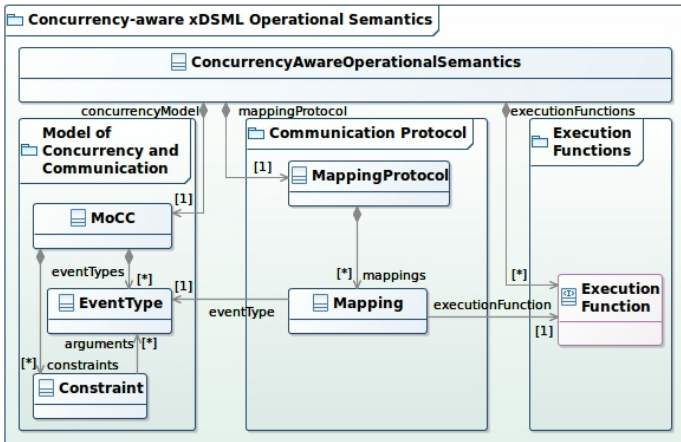 Concurrency-aware xDSML Operational Semantics
ConcurrencyAwareOperationalSemantics
concurrencyModel
mappingProtocol
executionFunctions
Model of
Concurrency and
Communication
Communication Protocol
Execution
Functions
[1]
MappingProtocol
[1]
MoCC
eventTypes
[*]
[*]
mappings
[*]
[1]
EventType
eventType
Mapping
executionFunction
Execution
Function
[1]
arguments
[*]
[*]
constraints
Constraint